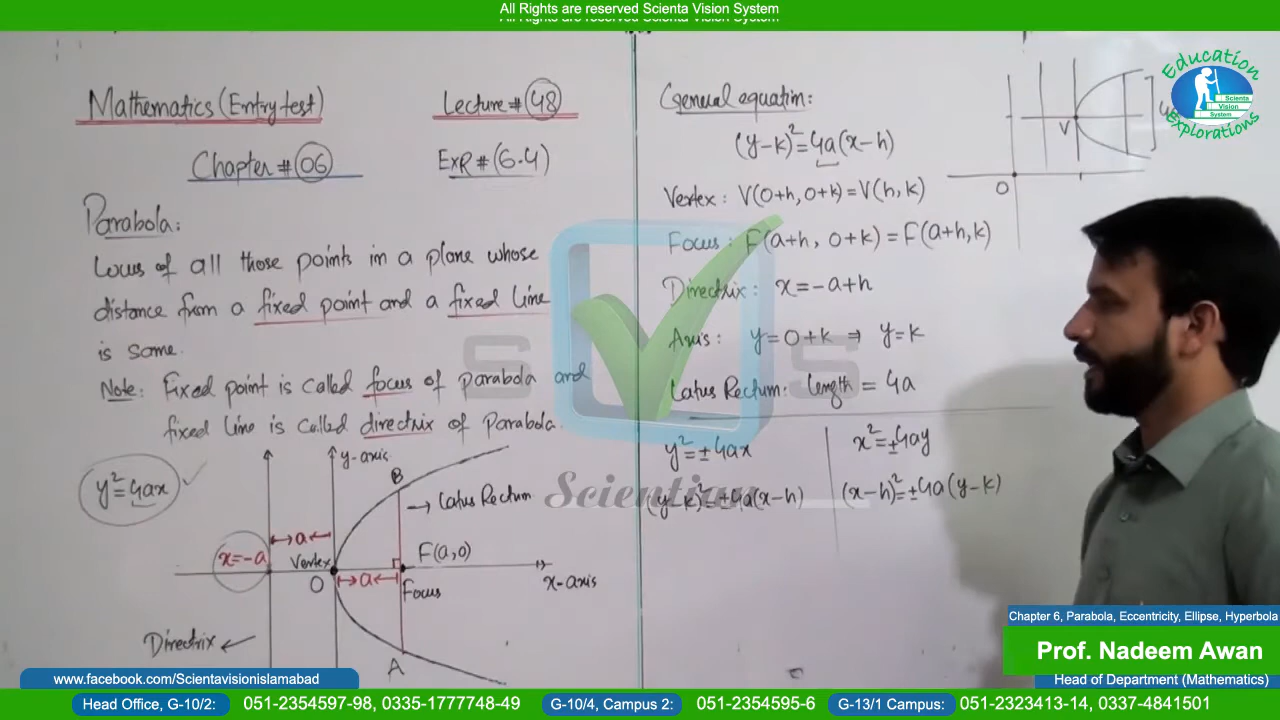 All Rights are reserved Scienta Vision System
Mathematics (Entry test)
Lecture # 48
Chapter # 06
ExR # (6.4)
Parabola:
Locus of all those points in a plane whose
distance from a fixed point and a fixed line
is same.
Note: Fixed point is called focus of parabola and
fixed line is called directrix of parabola.
y²=4ax
y-axis
B
→ Latus Rectum
x=-a
a
Vertex
O
a
F(a,0)
Focus
x-axis
Directrix
A
General equation:
(y-k)²=4a(x-h)
Vertex: V(0+h, 0+k)=V(h,k)
Focus: F(a+h, 0+k)=F(a+h,k)
Directrix: x=-a+h
Axis: y=0+k ⇒ y=k
Latus Rectum: length = 4a
y²=±4ax
(y-k)²=±4a(x-h)
x²=±4ay
(x-h)²=±4a(y-k)
V
O
Education
Scienta
Vision
System
Explorations
S S
Chapter 6, Parabola, Eccentricity, Ellipse, Hyperbola
Prof. Nadeem Awan
Head of Department (Mathematics)
www.facebook.com/Scientavisionislamabad
Head Office, G-10/2: 051-2354597-98, 0335-1777748-49 G-10/4, Campus 2: 051-2354595-6 G-13/1 Campus: 051-2323413-14, 0337-4841501